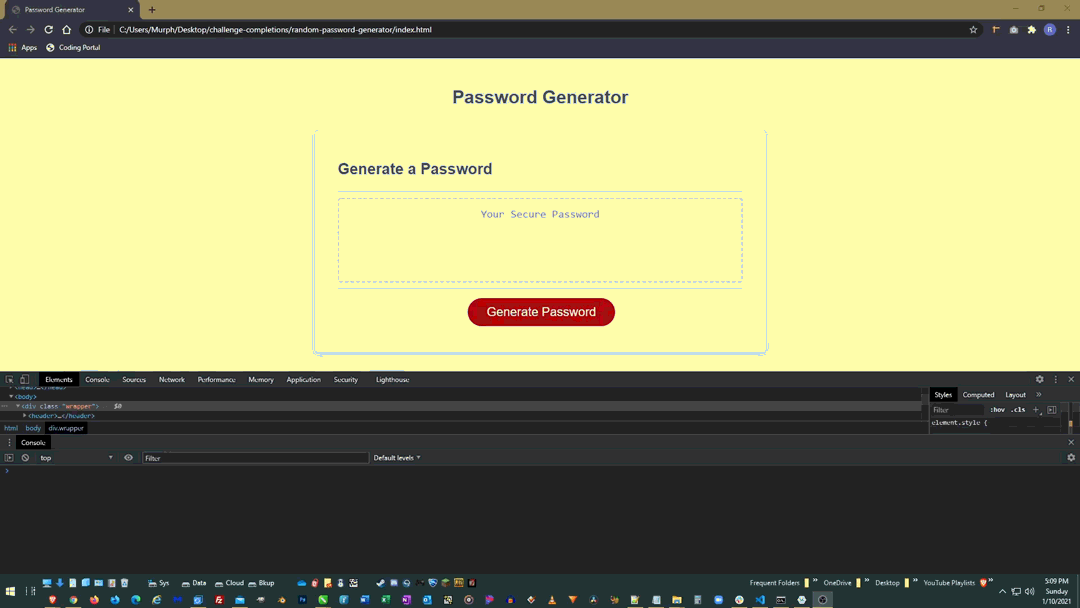 Password Generator
File C:/Users/Murph/Desktop/challenge-completions/random-password-generator/index.html
R
Apps Coding Portal
Password Generator
Generate a Password
Your Secure Password
Generate Password
Elements Console Sources Network Performance Memory Application Security Lighthouse
<body>
<div class "wrapper"> $0
<header>…</header>
html body div.wrapper
Styles Computed Layout »
Filter :hov .cls +
element.style {
Console
top Filter Default levels
Sys Data Cloud Bkup
Frequent Folders » OneDrive » Desktop » YouTube Playlists »
5:09 PM
Sunday
1/10/2021